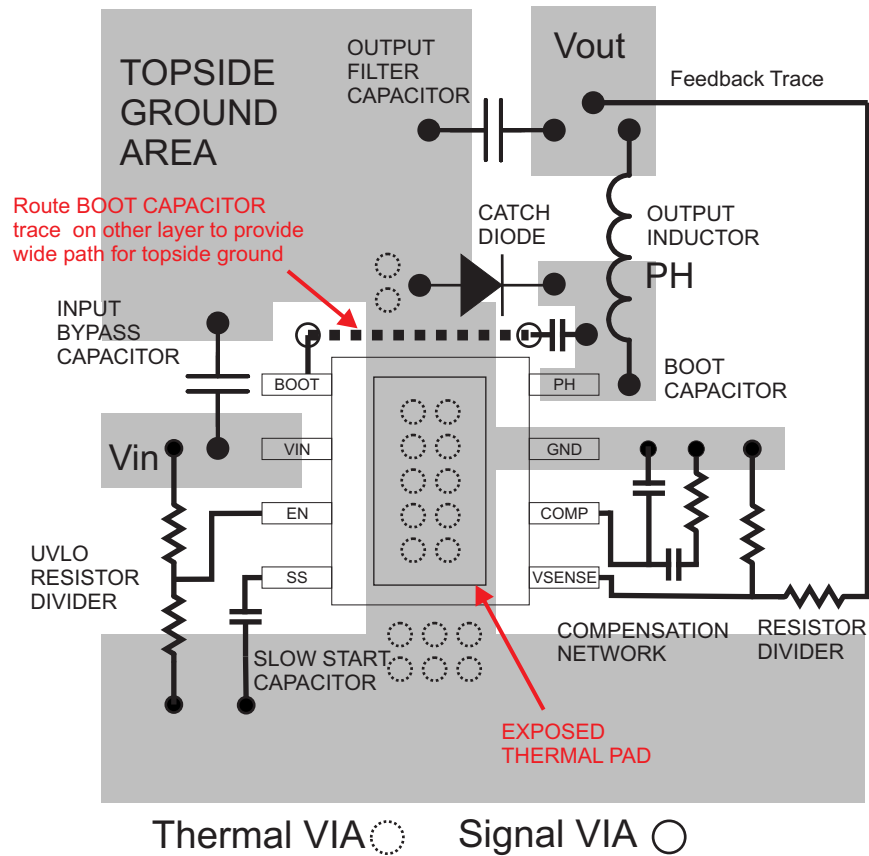 TOPSIDE
GROUND
AREA
OUTPUT
FILTER
CAPACITOR
Vout
Feedback Trace
Route BOOT CAPACITOR
trace on other layer to provide
wide path for topside ground
CATCH
DIODE
OUTPUT
INDUCTOR
PH
INPUT
BYPASS
CAPACITOR
BOOT
CAPACITOR
BOOT
PH
Vin
VIN
GND
EN
COMP
UVLO
RESISTOR
DIVIDER
SS
VSENSE
SLOW START
CAPACITOR
COMPENSATION
NETWORK
RESISTOR
DIVIDER
EXPOSED
THERMAL PAD
Thermal VIA
Signal VIA